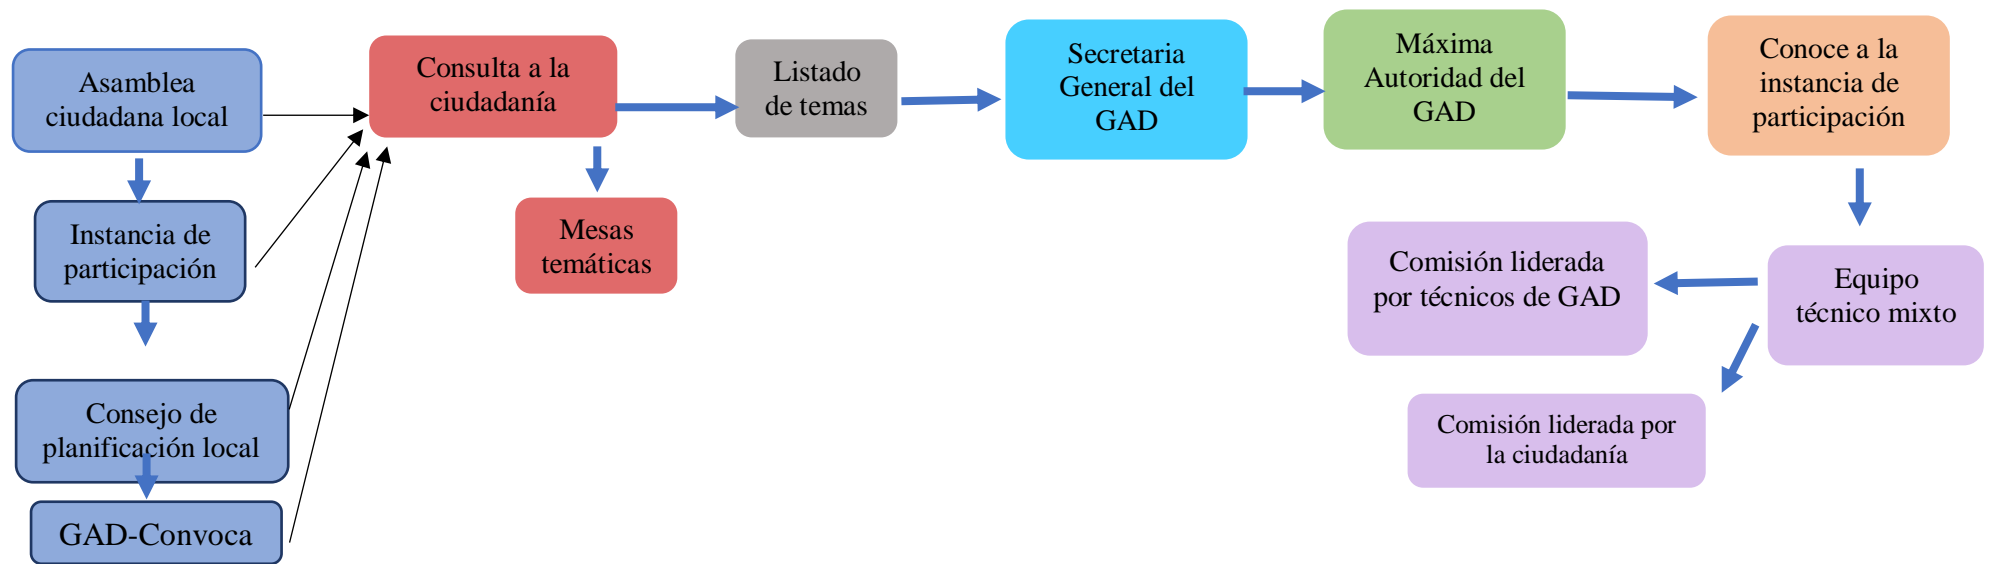 Asamblea
ciudadana local
Instancia de
participación
Consejo de
planificación local
GAD-Convoca
Consulta a la
ciudadanía
Mesas
temáticas
Listado
de temas
Secretaria
General del
GAD
Máxima
Autoridad del
GAD
Conoce a la
instancia de
participación
Equipo
técnico mixto
Comisión liderada
por técnicos de GAD
Comisión liderada por
la ciudadanía